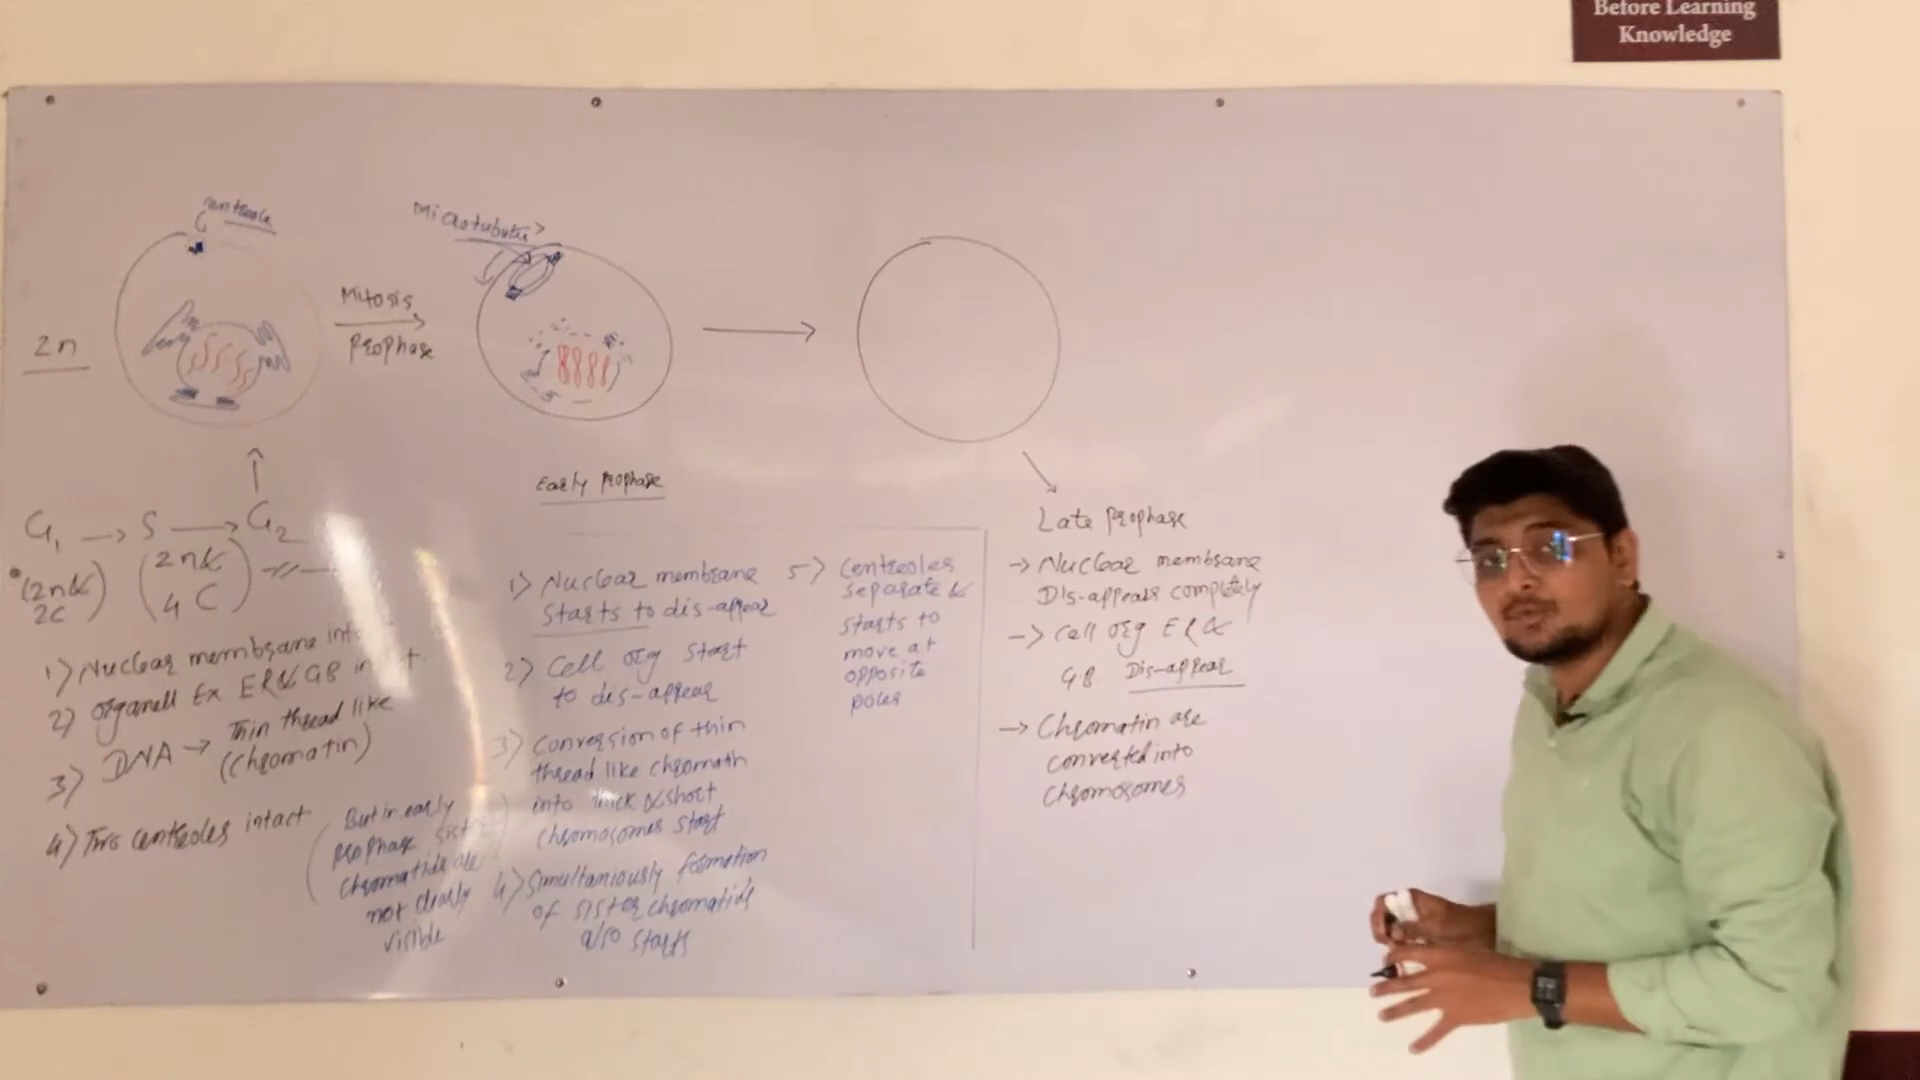 Before Learning
Knowledge
centriole
2n
Mitosis
Prophase
Microtubules
Early Prophase
G1 → S → G2
(2n &
2C)
(2n &
4C)
1) Nuclear membrane intact
2) Organell Ex ER & GB intact
3) DNA → Thin thread like
(chromatin)
4) Two centrioles intact
(But in early
prophase sister
chromatids are
not clearly
visible
1) Nuclear membrane
starts to dis-appear
2) Cell org start
to dis-appear
3) Conversion of thin
thread like chromatin
into thick & short
chromosomes start
4) Simultaniously formation
of sister chromatids
also starts
5) Centrioles
separate &
starts to
move at
opposite
poles
Late Prophase
→ Nuclear membrane
Dis-appears completely
→ Cell org ER &
G.B. Dis-appear
→ Chromatin are
converted into
chromosomes